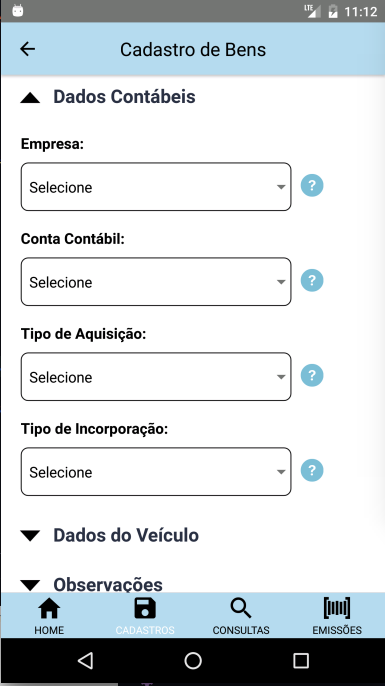 LTE 11:12
Cadastro de Bens
Dados Contábeis
Empresa:
Selecione ?
Conta Contábil:
Selecione ?
Tipo de Aquisição:
Selecione ?
Tipo de Incorporação:
Selecione ?
Dados do Veículo
Observações
HOME CADASTROS CONSULTAS EMISSÕES